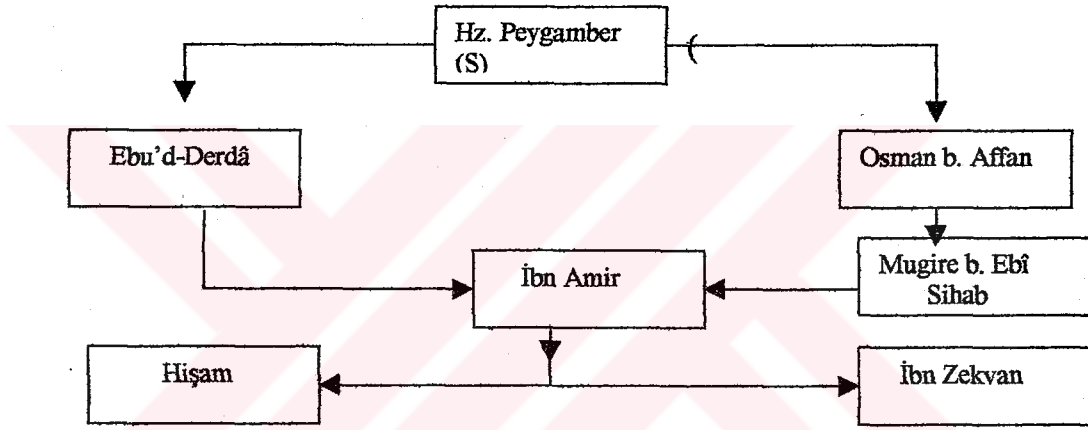 Hz. Peygamber
(S)
Ebu’d-Derdâ
Osman b. Affan
İbn Amir
Mugire b. Ebî
Sihab
Hişam
İbn Zekvan